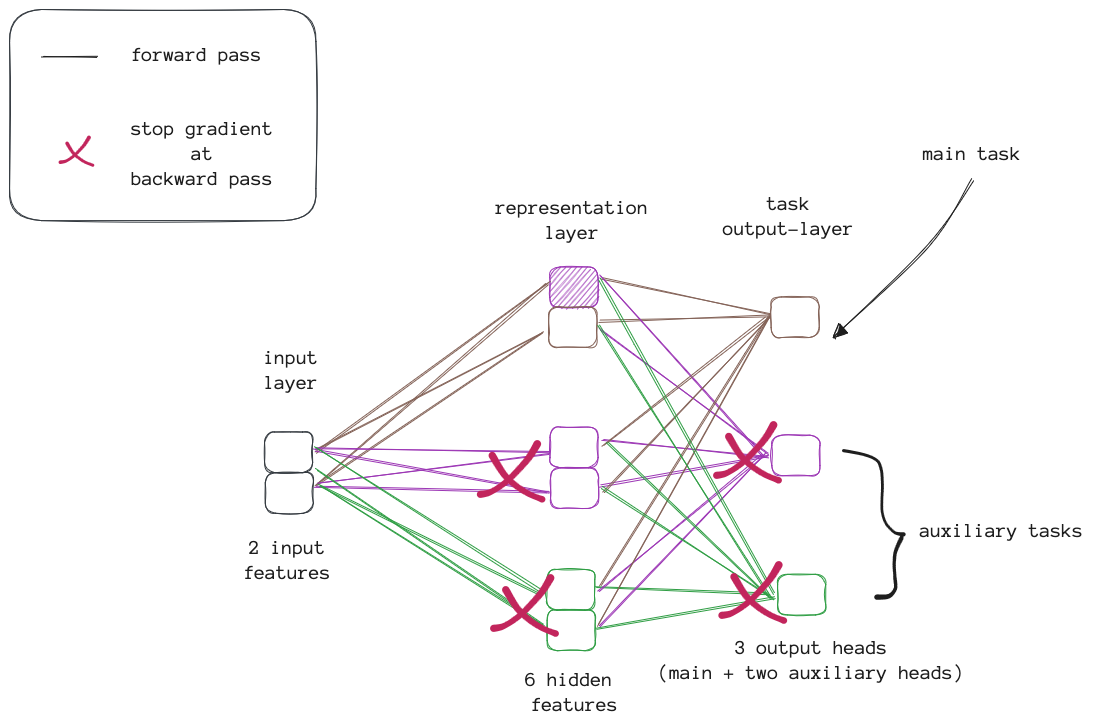 forward pass
stop gradient
at
backward pass
main task
representation
layer
task
output-layer
input
layer
2 input
features
auxiliary tasks
3 output heads
(main + two auxiliary heads)
6 hidden
features